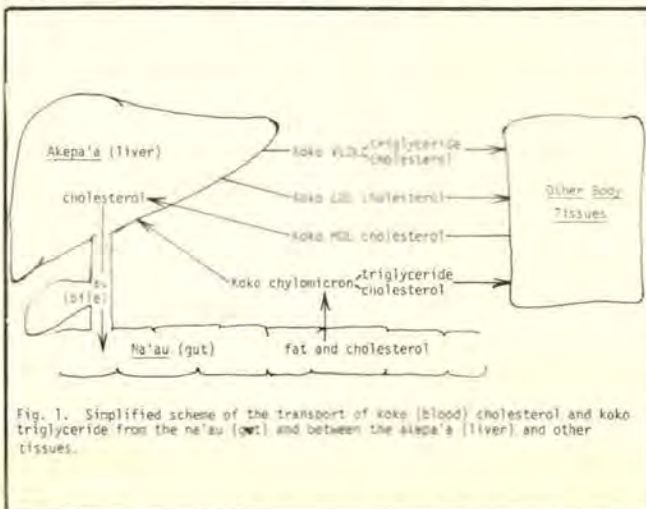 Akepa'a (liver)
cholesterol
(bile)
Koko VLDL triglyceride
cholesterol
Koko LDL cholesterol
Koko HDL cholesterol
Koko chylomicron triglyceride
cholesterol
Other Body
Tissues
Na'au (gut)
fat and cholesterol
Fig. 1. Simplified scheme of the transport of koko (blood) cholesterol and koko
triglyceride from the na'au (gut) and between the akepa'a (liver) and other
tissues.